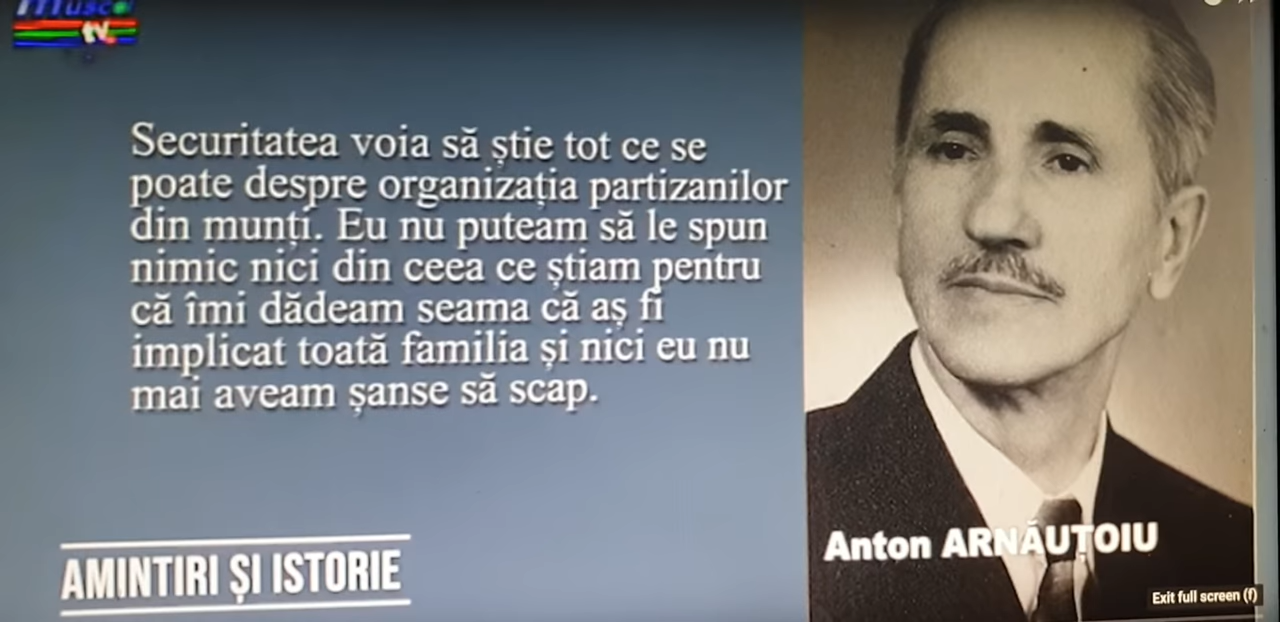 Muscel
tv.
Securitatea voia să știe tot ce se
poate despre organizația partizanilor
din munți. Eu nu puteam să le spun
nimic nici din ceea ce știam pentru
că îmi dădeam seama că aș fi
implicat toată familia și nici eu nu
mai aveam șanse să scap.
AMINTIRI ȘI ISTORIE
Anton ARNĂUȚOIU
Exit full screen (f)